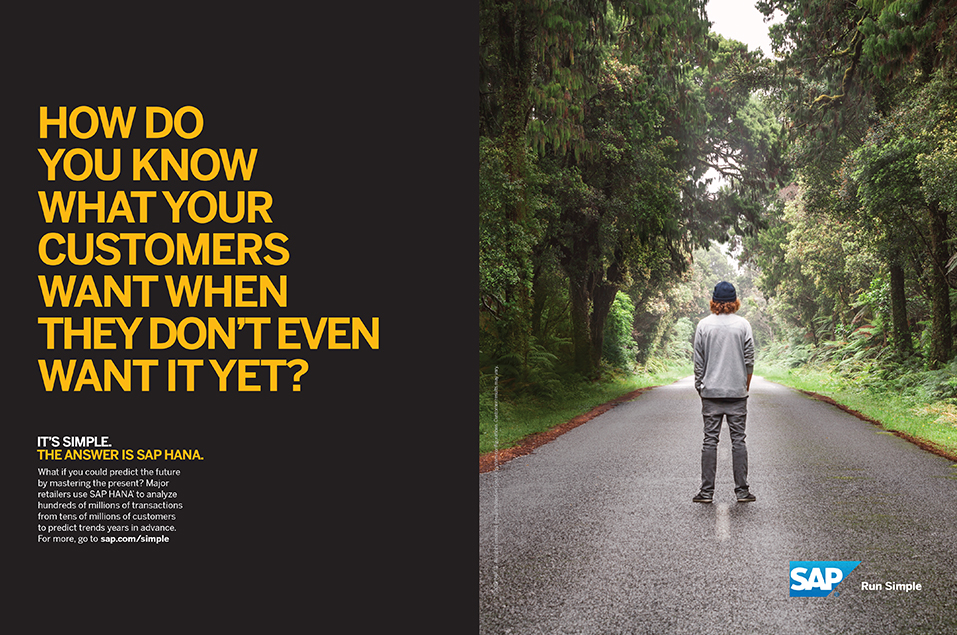 HOW DO
YOU KNOW
WHAT YOUR
CUSTOMERS
WANT WHEN
THEY DON'T EVEN
WANT IT YET?
IT'S SIMPLE.
THE ANSWER IS SAP HANA.
What if you could predict the future
by mastering the present? Major
retailers use SAP HANA® to analyze
hundreds of millions of transactions
from tens of millions of customers
to predict trends years in advance.
For more, go to sap.com/simple
SAP
Run Simple